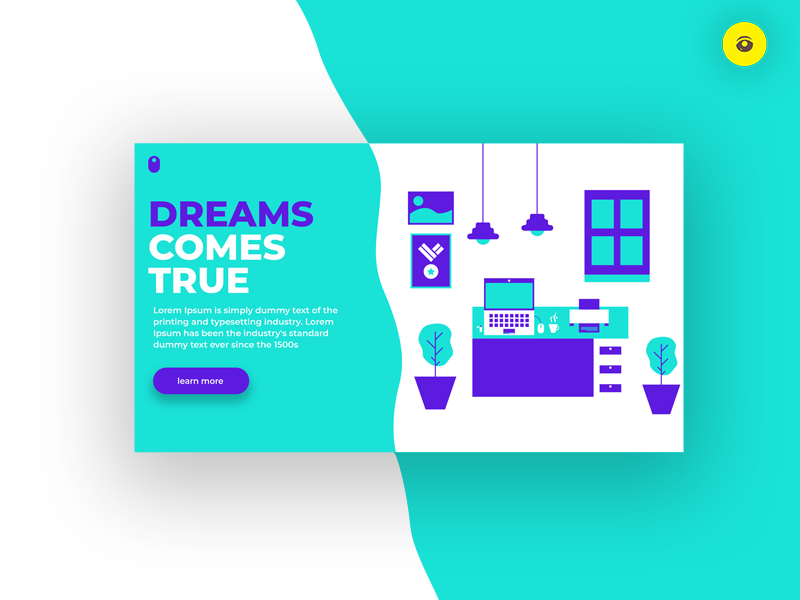 DREAMS
COMES
TRUE
Lorem Ipsum is simply dummy text of the
printing and typesetting industry. Lorem
Ipsum has been the industry's standard
dummy text ever since the 1500s
learn more